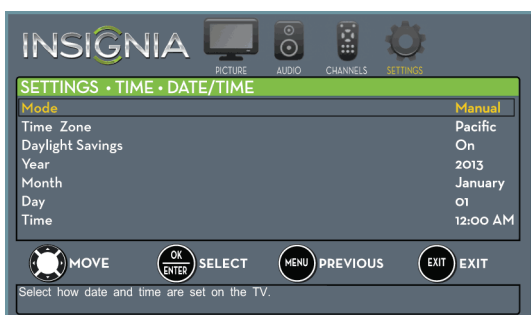 INSIGNIA
PICTURE AUDIO CHANNELS SETTINGS
SETTINGS • TIME • DATE/TIME
Mode Manual
Time Zone Pacific
Daylight Savings On
Year 2013
Month January
Day 01
Time 12:00 AM
MOVE OK ENTER SELECT MENU PREVIOUS EXIT EXIT
Select how date and time are set on the TV.